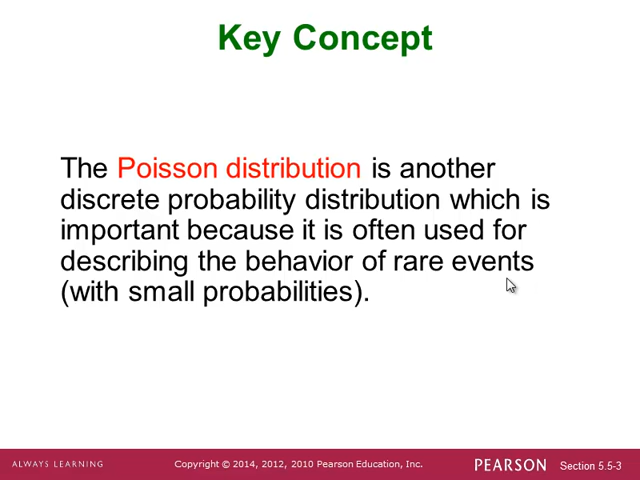 Key Concept
The Poisson distribution is another
discrete probability distribution which is
important because it is often used for
describing the behavior of rare events
(with small probabilities).
ALWAYS LEARNING
Copyright © 2014, 2012, 2010 Pearson Education, Inc.
PEARSON
Section 5.5-3